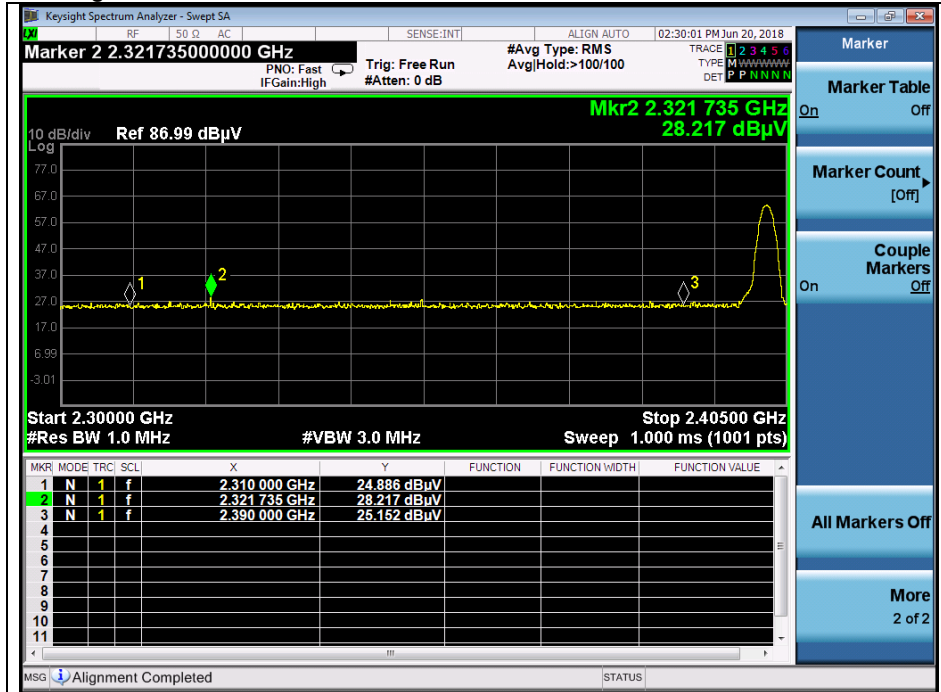 Keysight Spectrum Analyzer - Swept SA
LXI RF 50 Ω AC SENSE:INT ALIGN AUTO 02:30:01 PM Jun 20, 2018
Marker 2 2.321735000000 GHz
PNO: Fast
IFGain:High
Trig: Free Run
#Atten: 0 dB
#Avg Type: RMS
Avg|Hold:>100/100
TRACE 1 2 3 4 5 6
TYPE M W W W W W
DET P P N N N N
Mkr2 2.321 735 GHz
28.217 dBµV
10 dB/div Ref 86.99 dBµV
Log
77.0
67.0
57.0
47.0
37.0
27.0
17.0
6.99
-3.01
1
2
3
Start 2.30000 GHz Stop 2.40500 GHz
#Res BW 1.0 MHz #VBW 3.0 MHz Sweep 1.000 ms (1001 pts)
MKR MODE TRC SCL X Y FUNCTION FUNCTION WIDTH FUNCTION VALUE
1 N 1 f 2.310 000 GHz 24.886 dBµV
2 N 1 f 2.321 735 GHz 28.217 dBµV
3 N 1 f 2.390 000 GHz 25.152 dBµV
4
5
6
7
8
9
10
11
MSG Alignment Completed STATUS
Marker
Marker Table
On Off
Marker Count
[Off]
Couple
Markers
On Off
All Markers Off
More
2 of 2